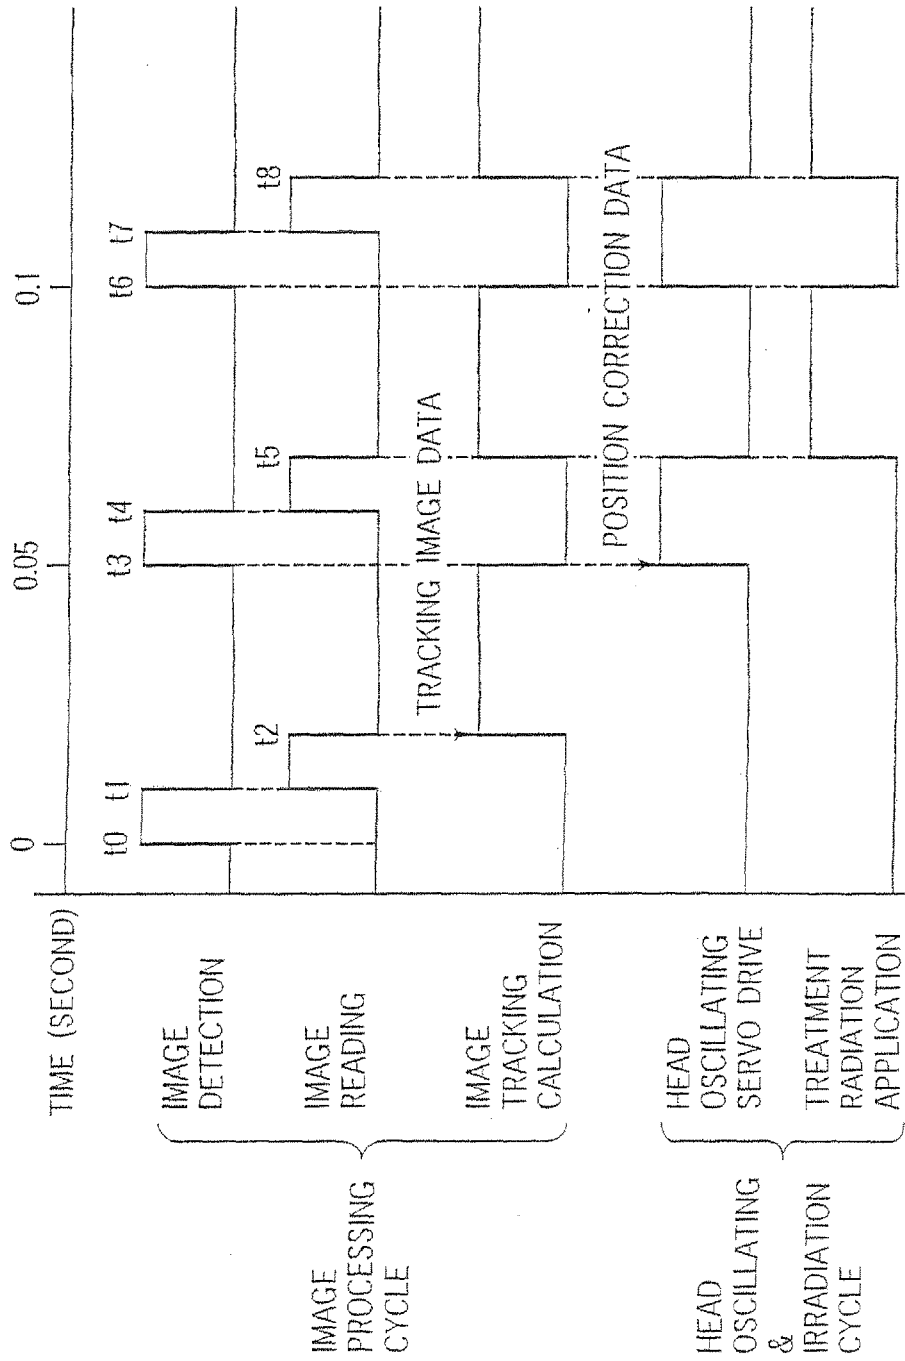 TIME (SECOND)
0
0.05
0.1
t0
t1
t3
t4
t6
t7
t2
t5
t8
IMAGE
PROCESSING
CYCLE
IMAGE
DETECTION
IMAGE
READING
TRACKING IMAGE DATA
IMAGE
TRACKING
CALCULATION
POSITION CORRECTION DATA
HEAD
OSCILLATING
&
IRRADIATION
CYCLE
HEAD
OSCILLATING
SERVO DRIVE
TREATMENT
RADIATION
APPLICATION